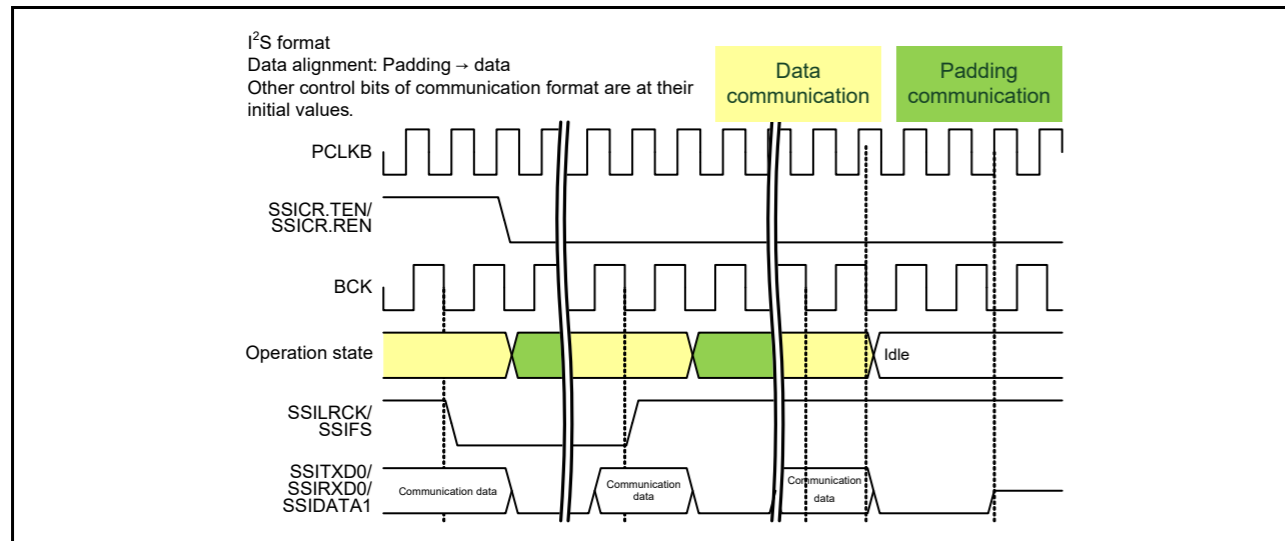 I²S format
Data alignment: Padding → data
Other control bits of communication format are at their
initial values.
Data
communication
Padding
communication
PCLKB
SSICR.TEN/
SSICR.REN
BCK
Operation state
Idle
SSILRCK/
SSIFS
SSITXD0/
SSIRXD0/
SSIDATA1
Communication data
Communication
data
Communication
data